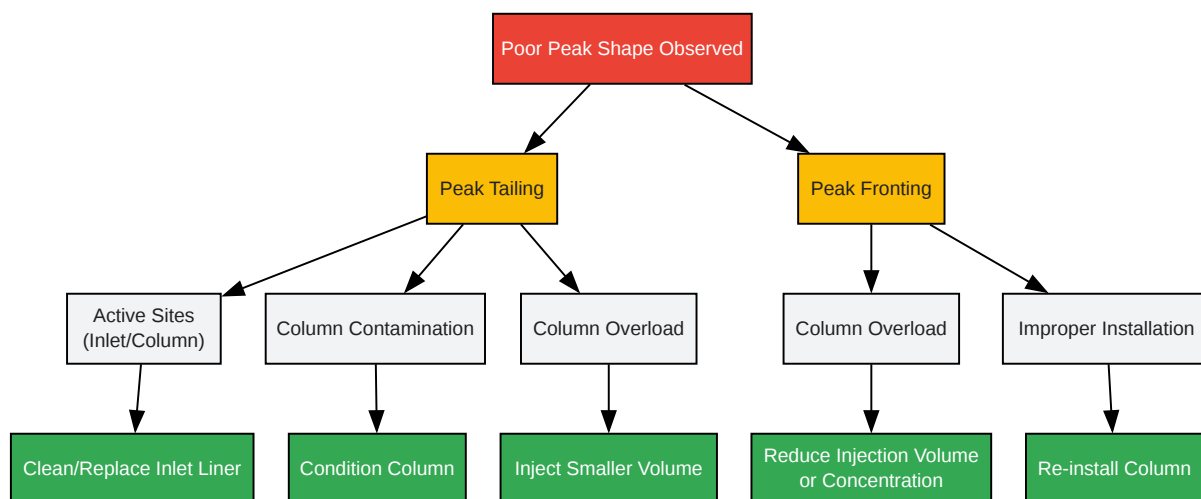 Poor Peak Shape Observed
Peak Tailing
Peak Fronting
Active Sites
(Inlet/Column)
Column Contamination
Column Overload
Column Overload
Improper Installation
Clean/Replace Inlet Liner
Condition Column
Inject Smaller Volume
Reduce Injection Volume
or Concentration
Re-install Column